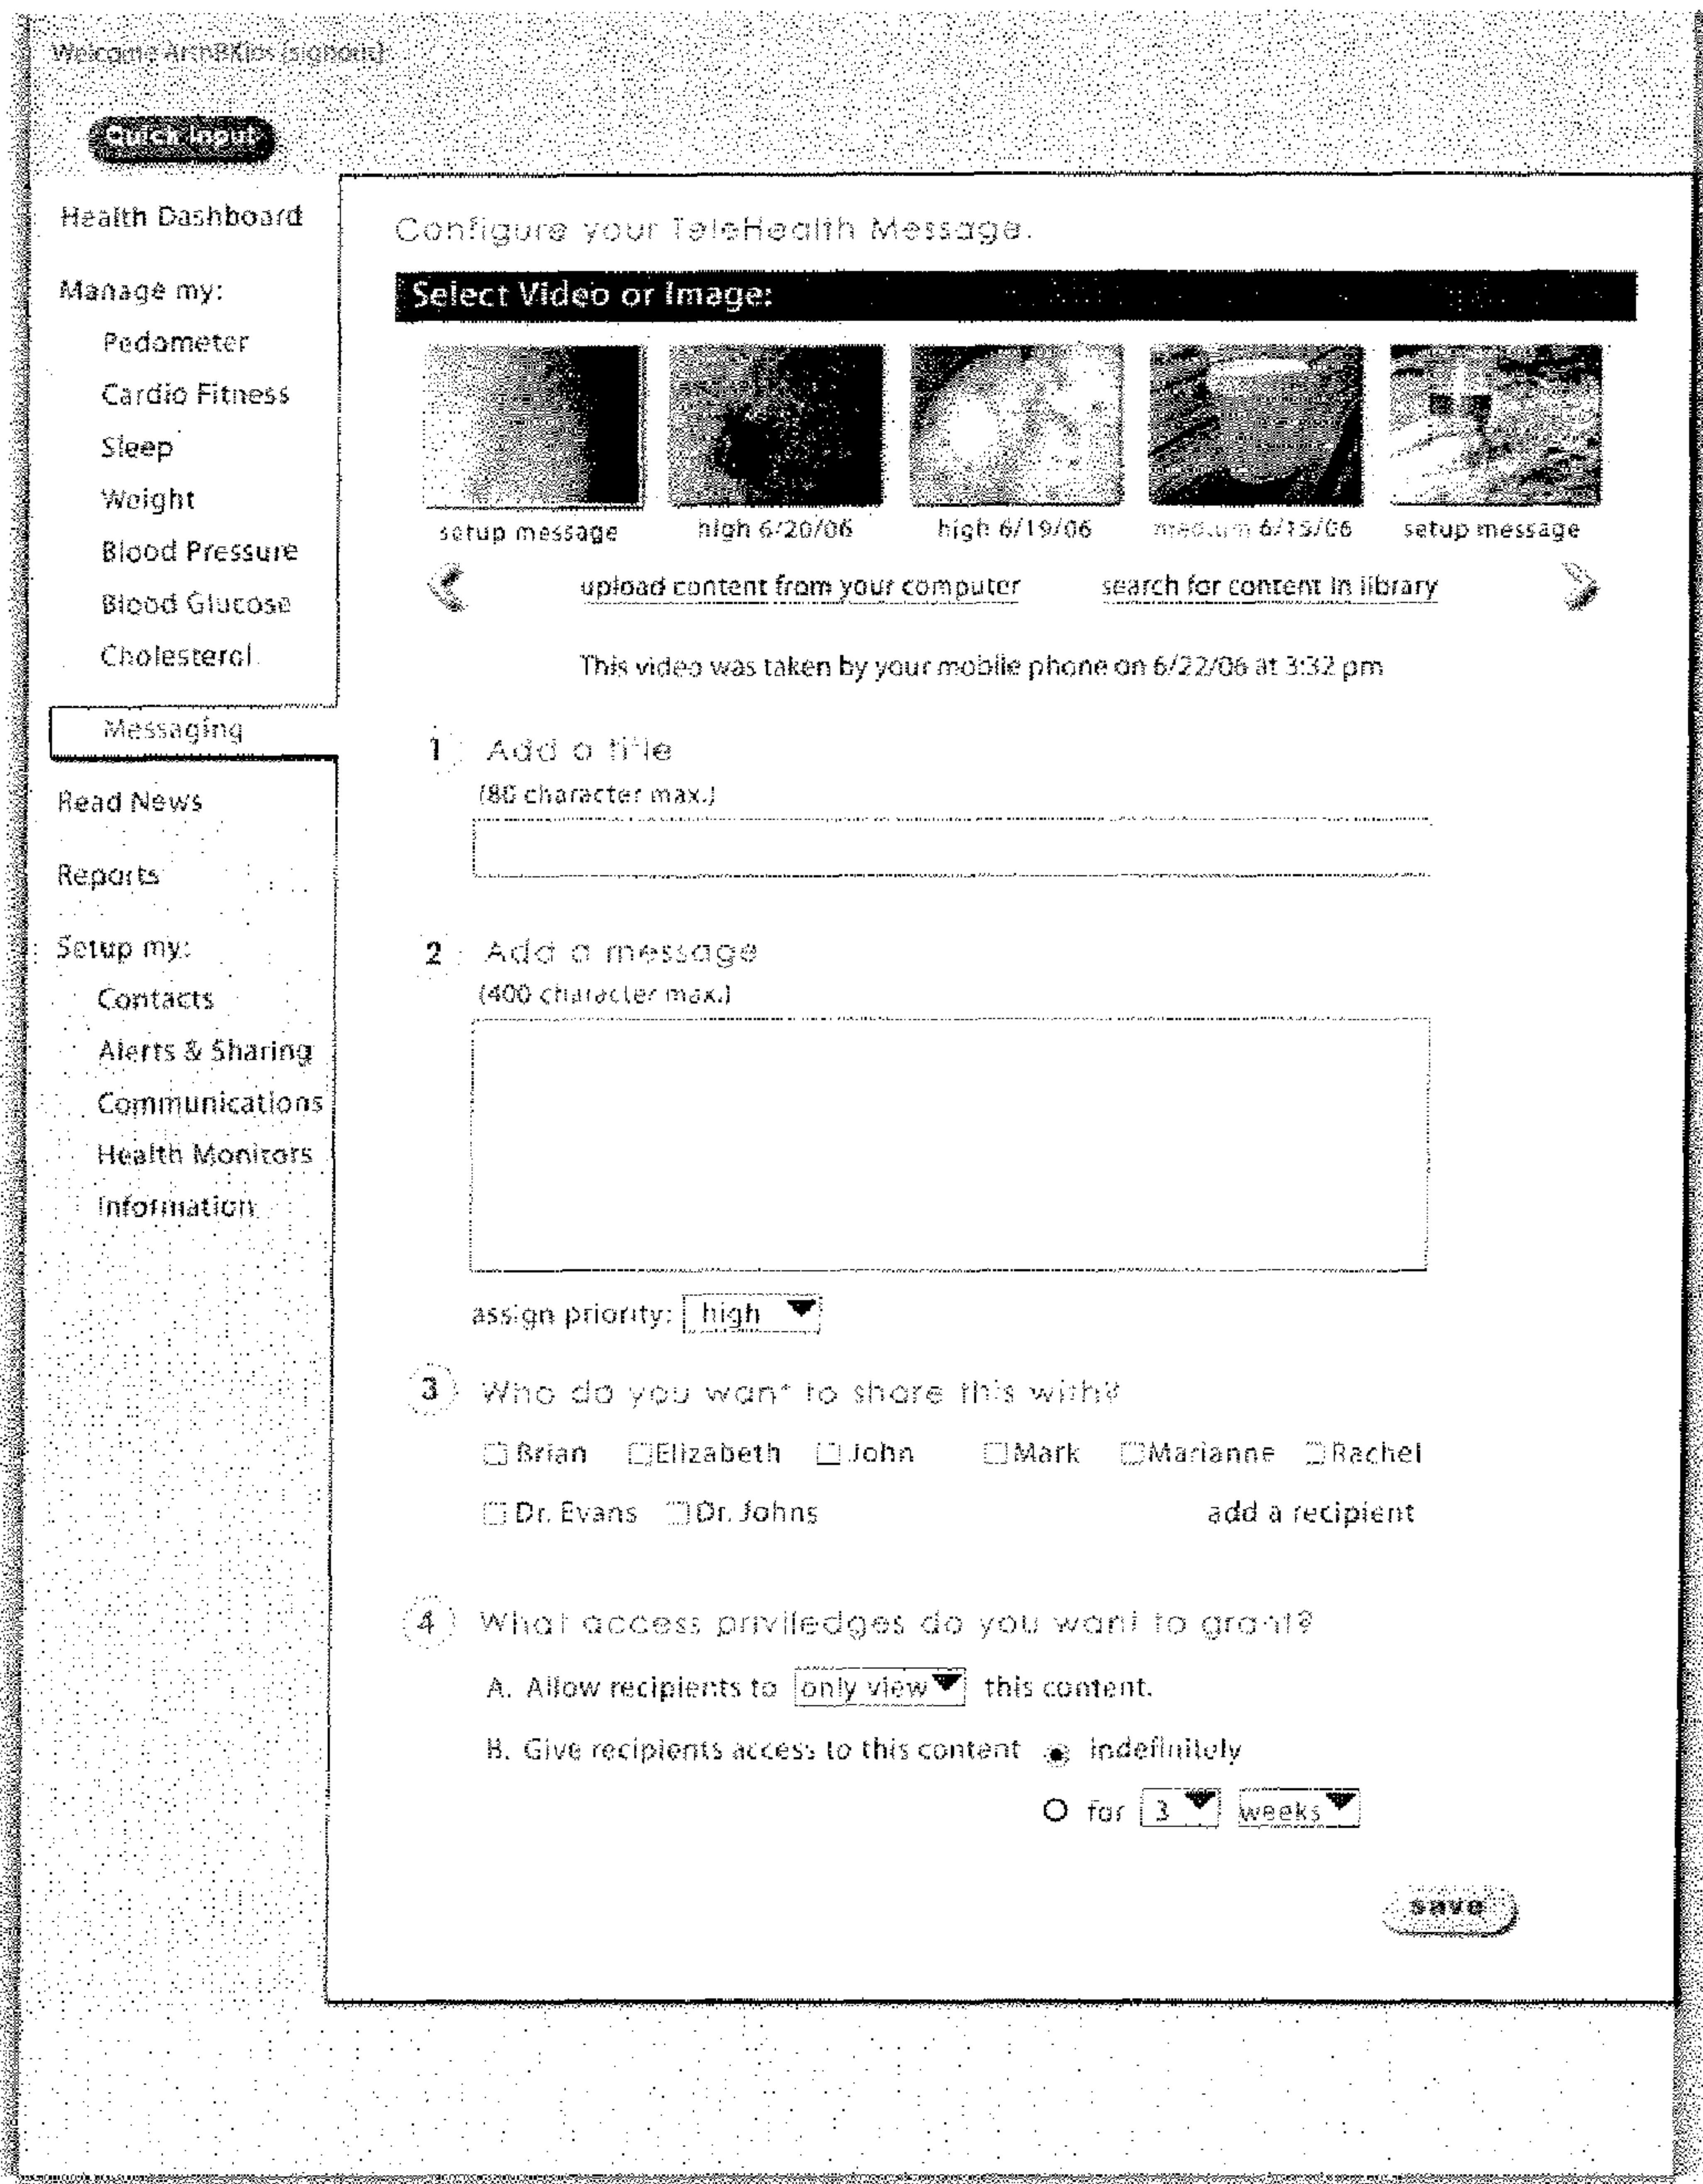 Welcome
Quick Input
Health Dashboard
Manage my:
Pedometer
Cardio Fitness
Sleep
Weight
Blood Pressure
Blood Glucose
Cholesterol
Messaging
Read News
Reports
Setup my:
Contacts
Alerts & Sharing
Communications
Health Monitors
Information
Configure your TeleHealth Message.
Select Video or Image:
setup message high 6/20/06 high 6/19/06 medium 6/15/06 setup message
upload content from your computer search for content in library
This video was taken by your mobile phone on 6/22/06 at 3:32 pm
1 Add a title
(80 character max.)
2 Add a message
(400 character max.)
assign priority: high
3 Who do you want to share this with?
Brian Elizabeth John Mark Marianne Rachel
Dr. Evans Dr. Johns add a recipient
4 What access priviledges do you want to grant?
A. Allow recipients to only view this content.
B. Give recipients access to this content indefinitely
for 3 weeks
save